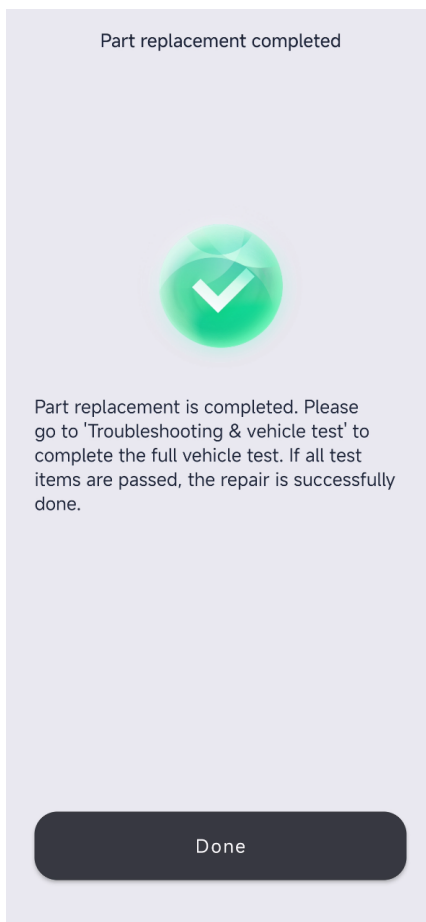 Part replacement completed
Part replacement is completed. Please
go to 'Troubleshooting & vehicle test' to
complete the full vehicle test. If all test
items are passed, the repair is successfully
done.
Done